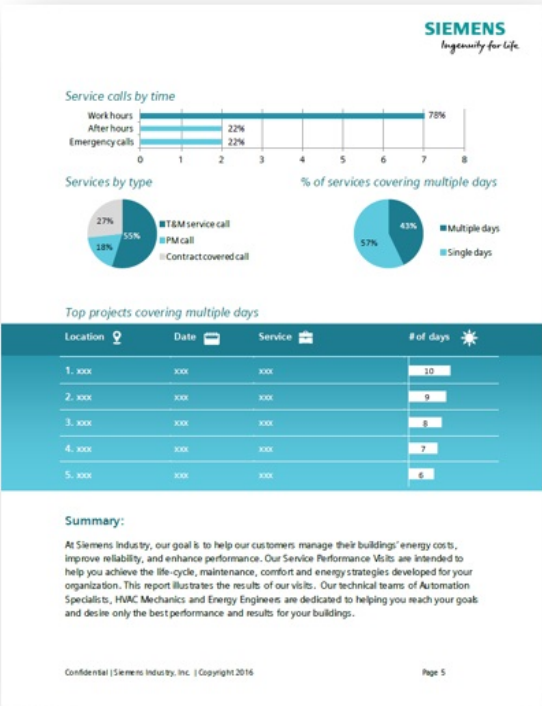 SIEMENS
Ingenuity for life
Service calls by time
Work hours 78%
After hours 22%
Emergency calls 22%
0 1 2 3 4 5 6 7 8
Services by type
27%
55%
18%
T&M service call
PM call
Contract covered call
% of services covering multiple days
43%
57%
Multiple days
Single days
Top projects covering multiple days
Location Date Service # of days
1. xxx xxx xxx 10
2. xxx xxx xxx 9
3. xxx xxx xxx 8
4. xxx xxx xxx 7
5. xxx xxx xxx 6
Summary:
At Siemens Industry, our goal is to help our customers manage their buildings' energy costs,
improve reliability, and enhance performance. Our Service Performance Visits are intended to
help you achieve the life-cycle, maintenance, comfort and energy strategies developed for your
organization. This report illustrates the results of our visits. Our technical teams of Automation
Specialists, HVAC Mechanics and Energy Engineers are dedicated to helping you reach your goals
and desire only the best performance and results for your buildings.
Confidential | Siemens Industry, Inc. | Copyright 2016 Page 5